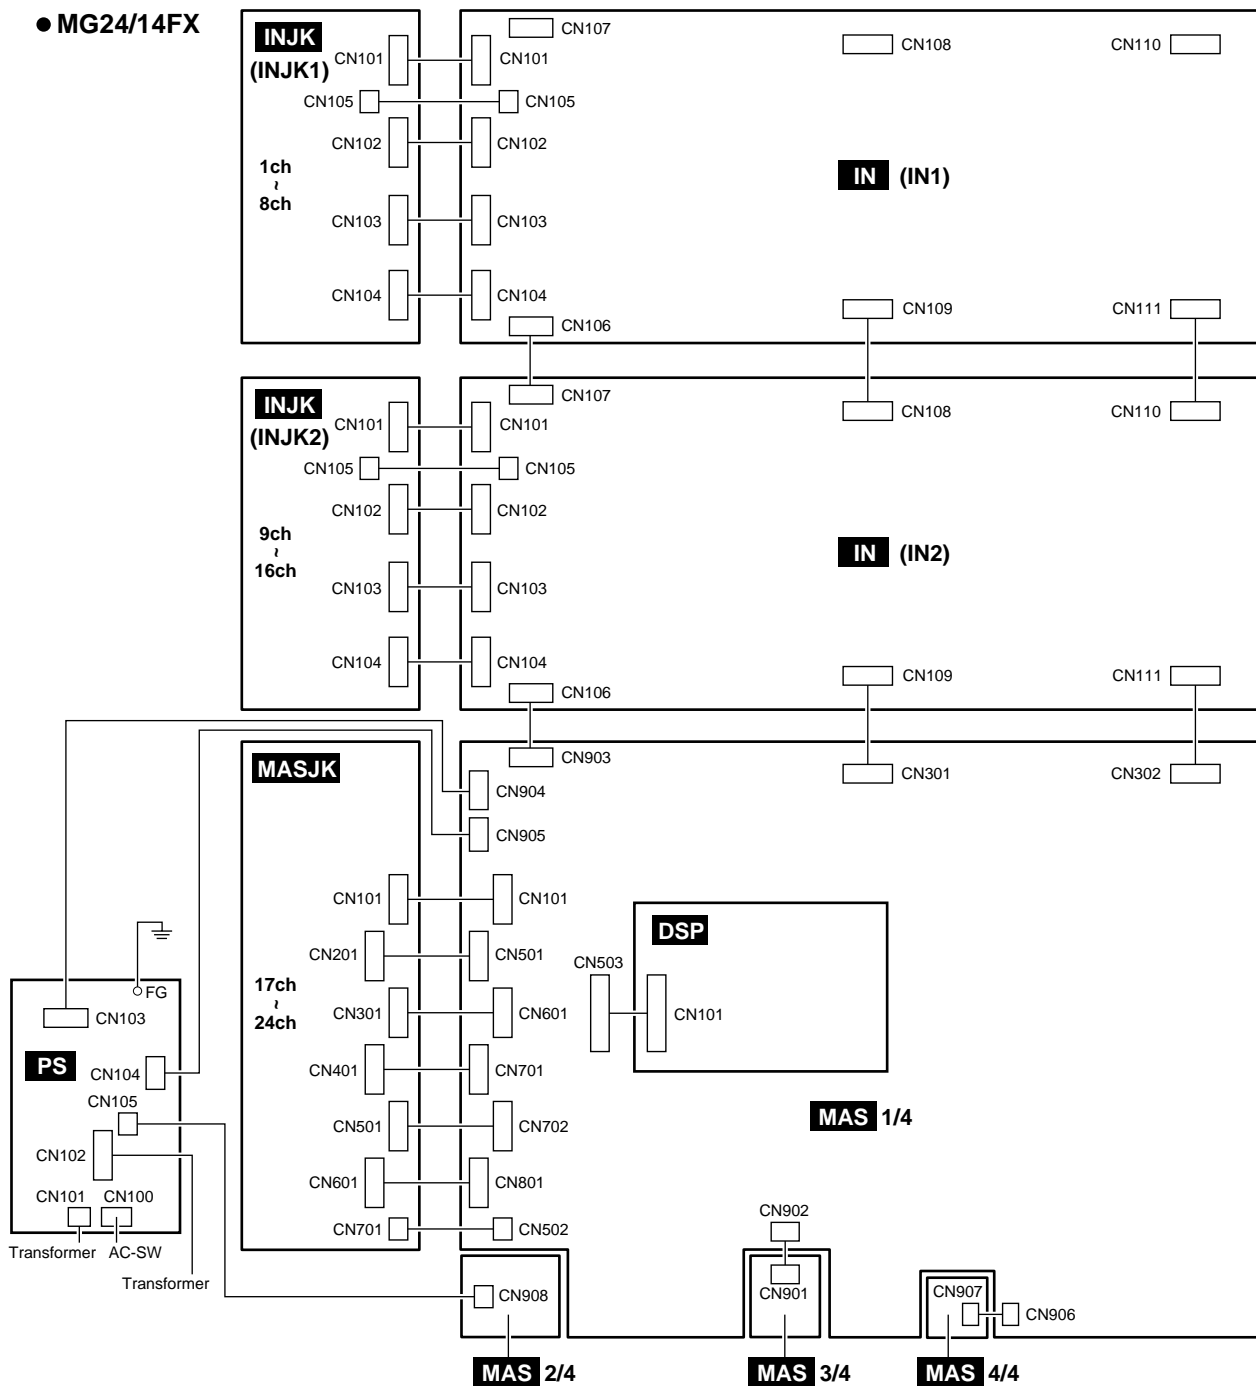 ● MG24/14FX
INJK
(INJK1)
CN101
CN101
CN107
CN108
CN110
CN105
CN105
CN102
CN102
1ch
~
8ch
IN (IN1)
CN103
CN103
CN104
CN104
CN106
CN109
CN111
INJK
(INJK2)
CN101
CN101
CN107
CN108
CN110
CN105
CN105
CN102
CN102
9ch
~
16ch
IN (IN2)
CN103
CN103
CN104
CN104
CN106
CN109
CN111
MASJK
CN903
CN301
CN302
CN904
CN905
CN101
CN101
CN201
CN501
17ch
~
24ch
CN301
CN601
CN401
CN701
CN501
CN702
CN601
CN801
CN701
CN502
DSP
CN503
CN101
MAS 1/4
FG
CN103
PS
CN104
CN105
CN102
CN101
CN100
Transformer
AC-SW
Transformer
CN908
CN902
CN901
CN907
CN906
MAS 2/4
MAS 3/4
MAS 4/4